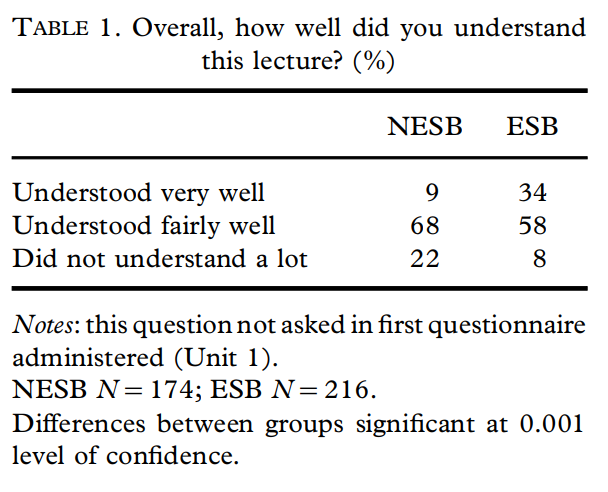 TABLE 1. Overall, how well did you understand
this lecture? (%)
NESB ESB
Understood very well 9 34
Understood fairly well 68 58
Did not understand a lot 22 8
Notes: this question not asked in first questionnaire
administered (Unit 1).
NESB N = 174; ESB N = 216.
Differences between groups significant at 0.001
level of confidence.